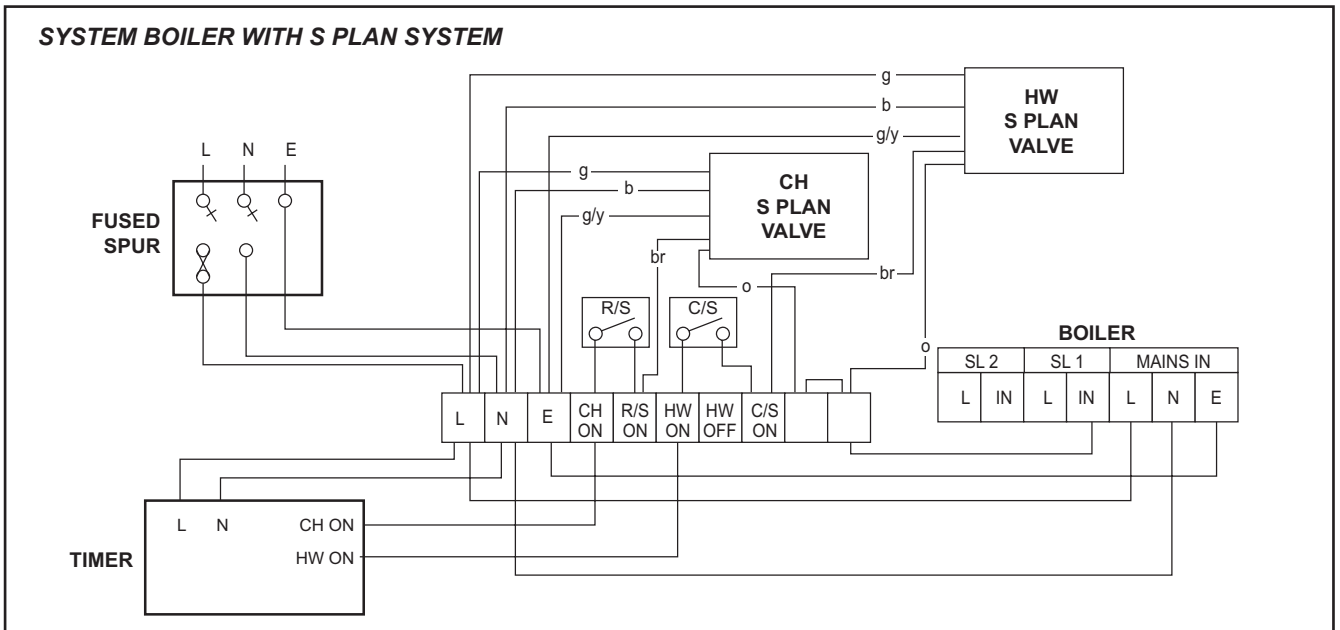 SYSTEM BOILER WITH S PLAN SYSTEM
g
b
g/y
HW
S PLAN
VALVE
L N E
FUSED
SPUR
g
b
g/y
br
o
CH
S PLAN
VALVE
br
o
R/S
C/S
BOILER
SL 2 SL 1 MAINS IN
L IN L IN L N E
L N E CH ON R/S ON HW ON HW OFF C/S ON
TIMER
L N CH ON
HW ON